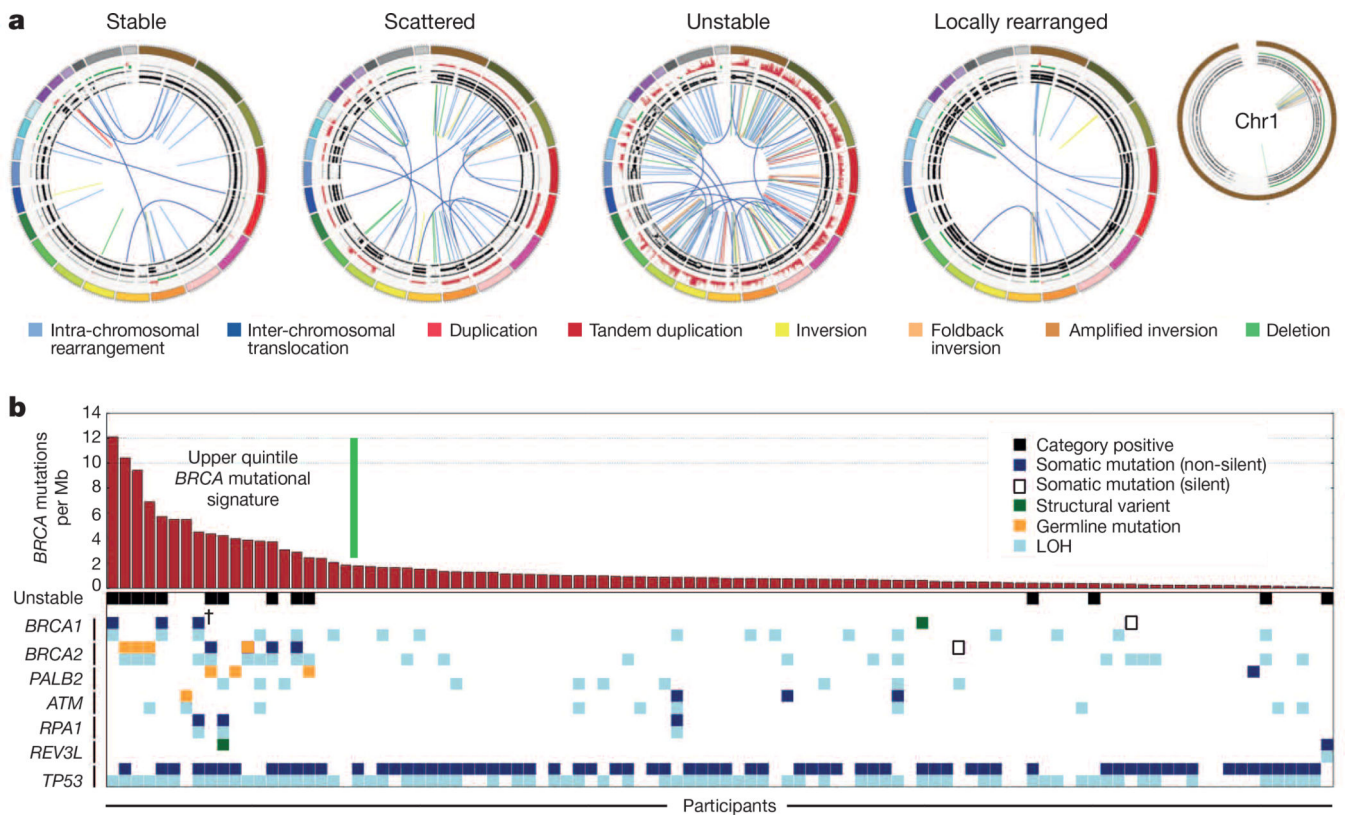 a
Stable
Scattered
Unstable
Locally rearranged
Chr1
Intra-chromosomal
rearrangement
Inter-chromosomal
translocation
Duplication
Tandem duplication
Inversion
Foldback
inversion
Amplified inversion
Deletion
b
BRCA mutations
per Mb
14
12
10
8
6
4
2
0
Upper quintile
BRCA mutational
signature
Category positive
Somatic mutation (non-silent)
Somatic mutation (silent)
Structural varient
Germline mutation
LOH
Unstable
†
BRCA1
BRCA2
PALB2
ATM
RPA1
REV3L
TP53
Participants